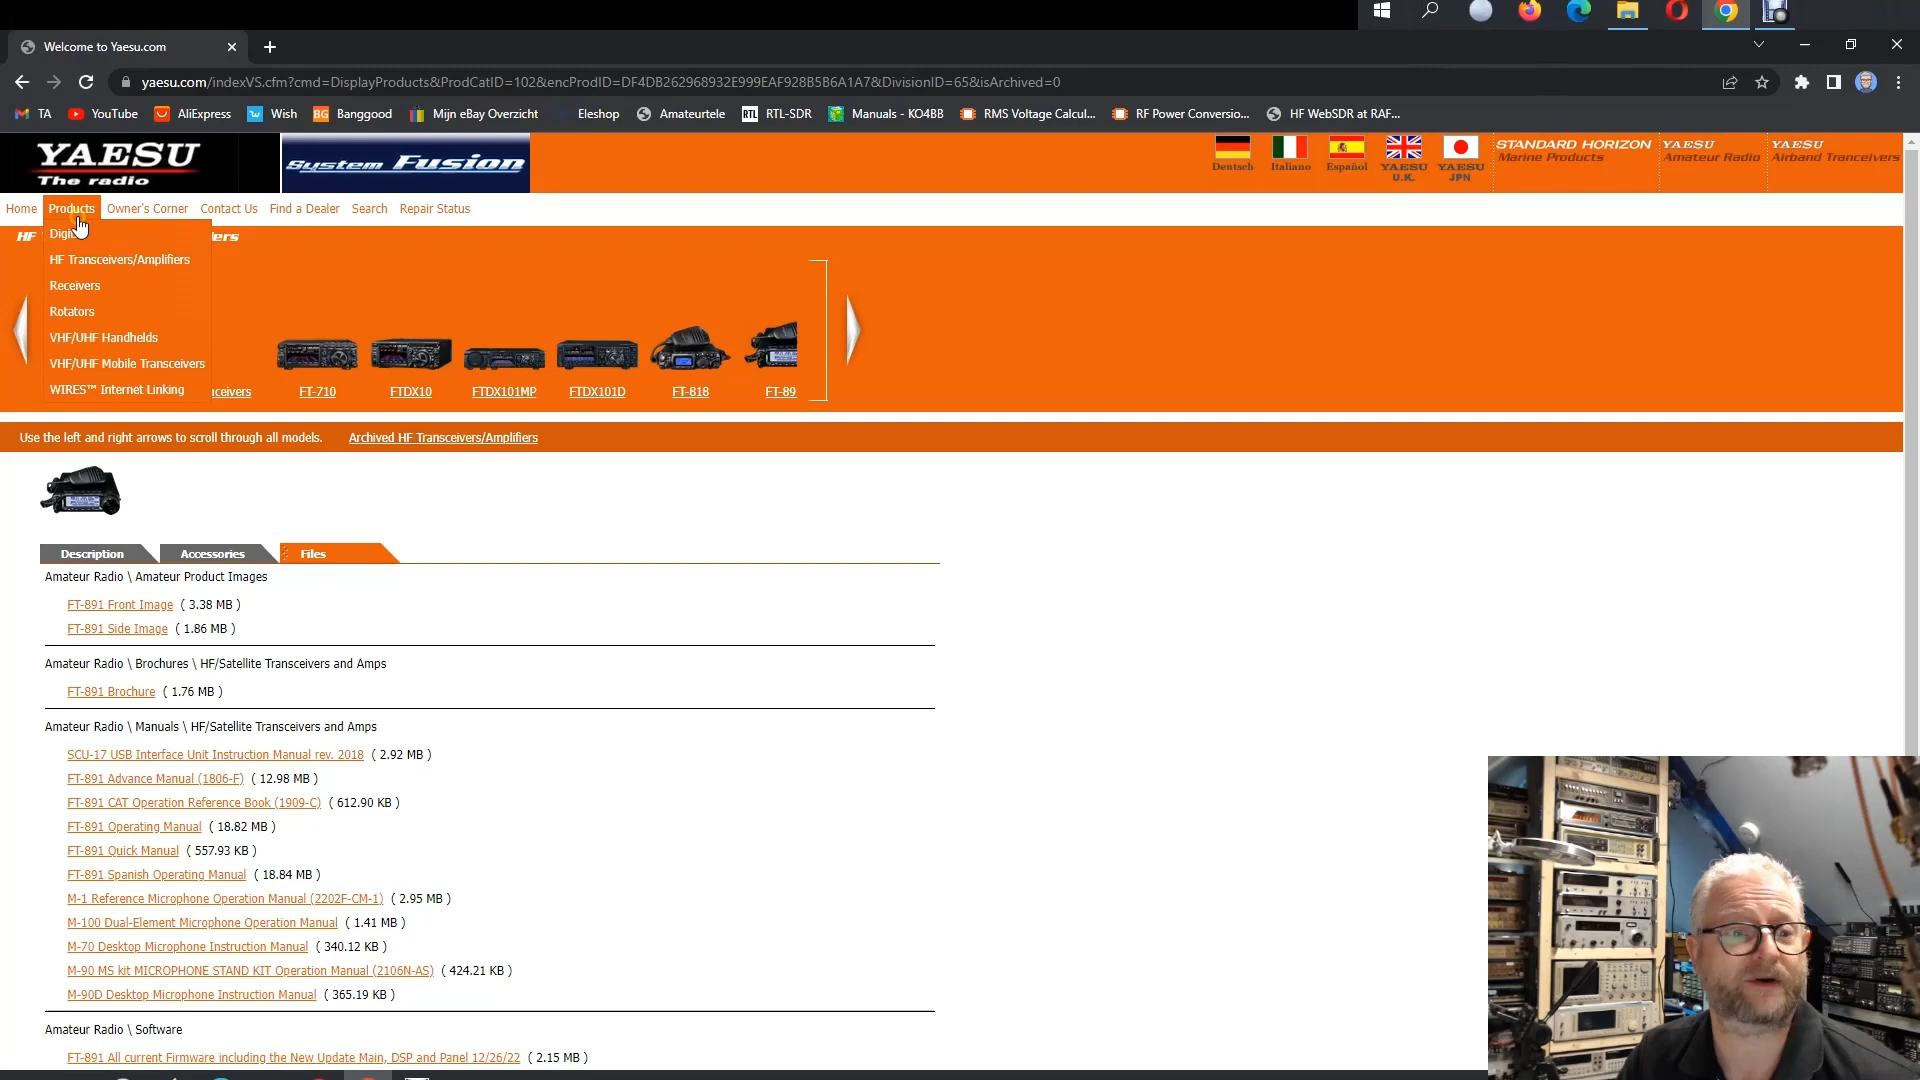 Welcome to Yaesu.com
yaesu.com/indexVS.cfm?cmd=DisplayProducts&ProdCatID=102&encProdID=DF4DB262968932E999EAF928B5B6A1A7&DivisionID=65&isArchived=0
TA YouTube AliExpress Wish BG Banggood Mijn eBay Overzicht Eleshop Amateurtele RTL RTL-SDR Manuals - KO4BB RMS Voltage Calcul... RF Power Conversio... HF WebSDR at RAF...
YAESU
The radio
System Fusion
Deutsch Italiano Español YAESU U.K. YAESU JPN
STANDARD HORIZON
Marine Products
YAESU
Amateur Radio
YAESU
Airband Tranceivers
Home Products Owner's Corner Contact Us Find a Dealer Search Repair Status
HF
ers
HF Transceivers/Amplifiers
Receivers
Rotators
VHF/UHF Handhelds
VHF/UHF Mobile Transceivers
WIRES™ Internet Linking
ceivers FT-710 FTDX10 FTDX101MP FTDX101D FT-818 FT-89
Use the left and right arrows to scroll through all models. Archived HF Transceivers/Amplifiers
Description Accessories Files
Amateur Radio \ Amateur Product Images
FT-891 Front Image ( 3.38 MB )
FT-891 Side Image ( 1.86 MB )
Amateur Radio \ Brochures \ HF/Satellite Transceivers and Amps
FT-891 Brochure ( 1.76 MB )
Amateur Radio \ Manuals \ HF/Satellite Transceivers and Amps
SCU-17 USB Interface Unit Instruction Manual rev. 2018 ( 2.92 MB )
FT-891 Advance Manual (1806-F) ( 12.98 MB )
FT-891 CAT Operation Reference Book (1909-C) ( 612.90 KB )
FT-891 Operating Manual ( 18.82 MB )
FT-891 Quick Manual ( 557.93 KB )
FT-891 Spanish Operating Manual ( 18.84 MB )
M-1 Reference Microphone Operation Manual (2202F-CM-1) ( 2.95 MB )
M-100 Dual-Element Microphone Operation Manual ( 1.41 MB )
M-70 Desktop Microphone Instruction Manual ( 340.12 KB )
M-90 MS kit MICROPHONE STAND KIT Operation Manual (2106N-AS) ( 424.21 KB )
M-90D Desktop Microphone Instruction Manual ( 365.19 KB )
Amateur Radio \ Software
FT-891 All current Firmware including the New Update Main, DSP and Panel 12/26/22 ( 2.15 MB )